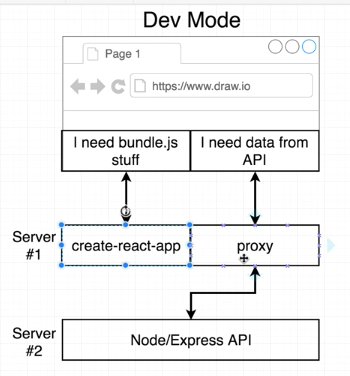 Dev Mode
Page 1
https://www.draw.io
I need bundle.js
stuff
I need data from
API
Server
#1
create-react-app
proxy
Server
#2
Node/Express API